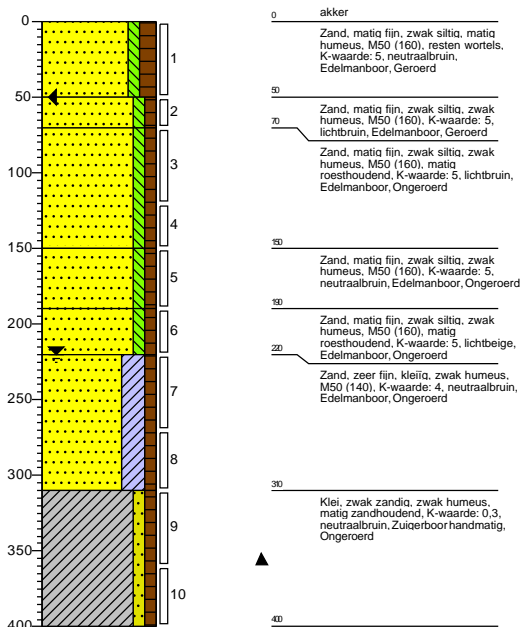 0
50
100
150
200
250
300
350
400
1
2
3
4
5
6
7
8
9
10
0
akker
Zand, matig fijn, zwak siltig, matig
humeus, M50 (160), resten wortels,
K-waarde: 5, neutraalbruin,
Edelmanboor, Geroerd
50
Zand, matig fijn, zwak siltig, zwak
humeus, M50 (160), K-waarde: 5,
lichtbruin, Edelmanboor, Geroerd
70
Zand, matig fijn, zwak siltig, zwak
humeus, M50 (160), matig
roesthoudend, K-waarde: 5, lichtbruin,
Edelmanboor, Ongeroerd
150
Zand, matig fijn, zwak siltig, zwak
humeus, M50 (160), K-waarde: 5,
neutraalbruin, Edelmanboor, Ongeroerd
190
Zand, matig fijn, zwak siltig, zwak
humeus, M50 (160), matig
roesthoudend, K-waarde: 5, lichtbeige,
Edelmanboor, Ongeroerd
220
Zand, zeer fijn, kleiïg, zwak humeus,
M50 (140), K-waarde: 4, neutraalbruin,
Edelmanboor, Ongeroerd
310
Klei, zwak zandig, zwak humeus,
matig zandhoudend, K-waarde: 0,3,
neutraalbruin, Zuigerboor handmatig,
Ongeroerd
400